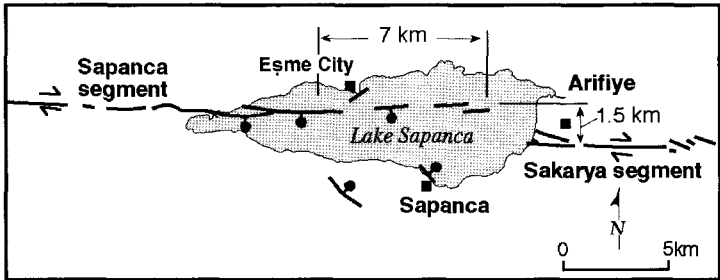 7 km
Sapanca
segment
Eşme City
Arifiye
1.5 km
Lake Sapanca
Sakarya segment
Sapanca
N
0 5km